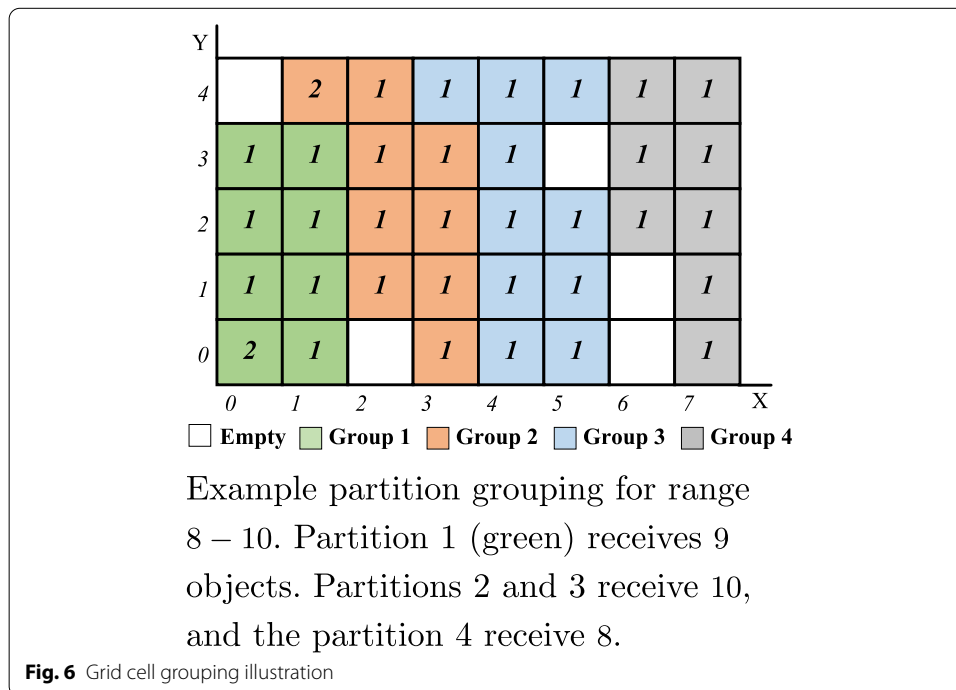 Y
4 2 1 1 1 1 1 1
3 1 1 1 1 1 1 1
2 1 1 1 1 1 1 1 1
1 1 1 1 1 1 1 1
0 2 1 1 1 1 1
0 1 2 3 4 5 6 7 X
Empty Group 1 Group 2 Group 3 Group 4
Example partition grouping for range
8 – 10. Partition 1 (green) receives 9
objects. Partitions 2 and 3 receive 10,
and the partition 4 receive 8.
Fig. 6 Grid cell grouping illustration